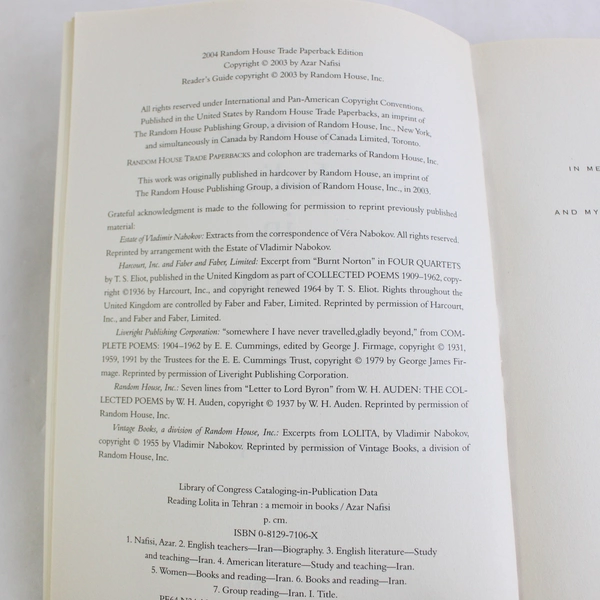 2004 Random House Trade Paperback Edition
Copyright © 2003 by Azar Nafisi
Reader's Guide copyright © 2003 by Random House, Inc.
All rights reserved under International and Pan-American Copyright Conventions.
Published in the United States by Random House Trade Paperbacks, an imprint of
The Random House Publishing Group, a division of Random House, Inc., New York,
and simultaneously in Canada by Random House of Canada Limited, Toronto.
RANDOM HOUSE TRADE PAPERBACKS and colophon are trademarks of Random House, Inc.
This work was originally published in hardcover by Random House, an imprint of
The Random House Publishing Group, a division of Random House, Inc., in 2003.
Grateful acknowledgment is made to the following for permission to reprint previously published
material:
Estate of Vladimir Nabokov: Extracts from the correspondence of Véra Nabokov. All rights reserved.
Reprinted by arrangement with the Estate of Vladimir Nabokov.
Harcourt, Inc. and Faber and Faber, Limited: Excerpt from "Burnt Norton" in FOUR QUARTETS
by T. S. Eliot, published in the United Kingdom as part of COLLECTED POEMS 1909–1962, copy-
right ©1936 by Harcourt, Inc., and copyright renewed 1964 by T. S. Eliot. Rights throughout the
United Kingdom are controlled by Faber and Faber, Limited. Reprinted by permission of Harcourt,
Inc., and Faber and Faber, Limited.
Liveright Publishing Corporation: "somewhere I have never travelled,gladly beyond," from COM-
PLETE POEMS: 1904–1962 by E. E. Cummings, edited by George J. Firmage, copyright © 1931,
1959, 1991 by the Trustees for the E. E. Cummings Trust, copyright © 1979 by George James Fir-
mage. Reprinted by permission of Liveright Publishing Corporation.
Random House, Inc.: Seven lines from "Letter to Lord Byron" from W. H. AUDEN: THE COL-
LECTED POEMS by W. H. Auden, copyright © 1937 by W. H. Auden. Reprinted by permission of
Random House, Inc.
Vintage Books, a division of Random House, Inc.: Excerpts from LOLITA, by Vladimir Nabokov,
copyright © 1955 by Vladimir Nabokov. Reprinted by permission of Vintage Books, a division of
Random House, Inc.
Library of Congress Cataloging-in-Publication Data
Reading Lolita in Tehran : a memoir in books / Azar Nafisi
p. cm.
ISBN 0-8129-7106-X
1. Nafisi, Azar. 2. English teachers—Iran—Biography. 3. English literature—Study
and teaching—Iran. 4. American literature—Study and teaching—Iran.
5. Women—Books and reading—Iran. 6. Books and reading—Iran.
7. Group reading—Iran. I. Title.
IN ME
AND MY